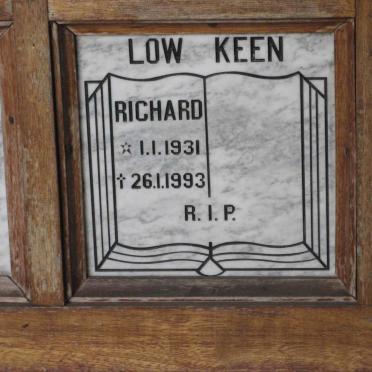 LOW KEEN
RICHARD
☆ 1.1.1931
✝ 26.1.1993
R. I. P.